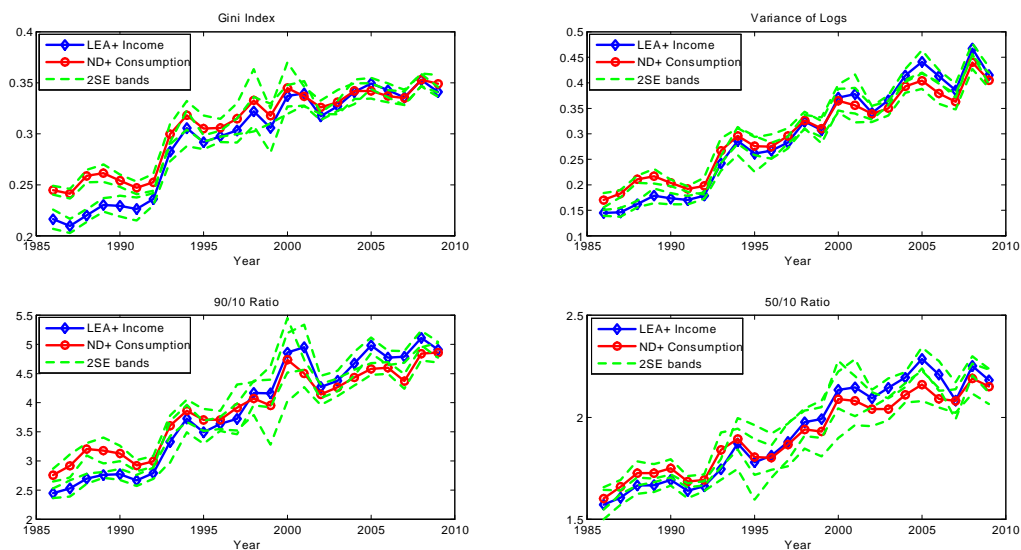 Gini Index
0.4
0.35
0.3
0.25
0.2
LEA+ Income
ND+ Consumption
2SE bands
1985 1990 1995 2000 2005 2010
Year
Variance of Logs
0.5
0.45
0.4
0.35
0.3
0.25
0.2
0.15
0.1
LEA+ Income
ND+ Consumption
2SE bands
1985 1990 1995 2000 2005 2010
Year
90/10 Ratio
5.5
5
4.5
4
3.5
3
2.5
2
LEA+ Income
ND+ Consumption
2SE bands
1985 1990 1995 2000 2005 2010
Year
50/10 Ratio
2.5
2
1.5
LEA+ Income
ND+ Consumption
2SE bands
1985 1990 1995 2000 2005 2010
Year